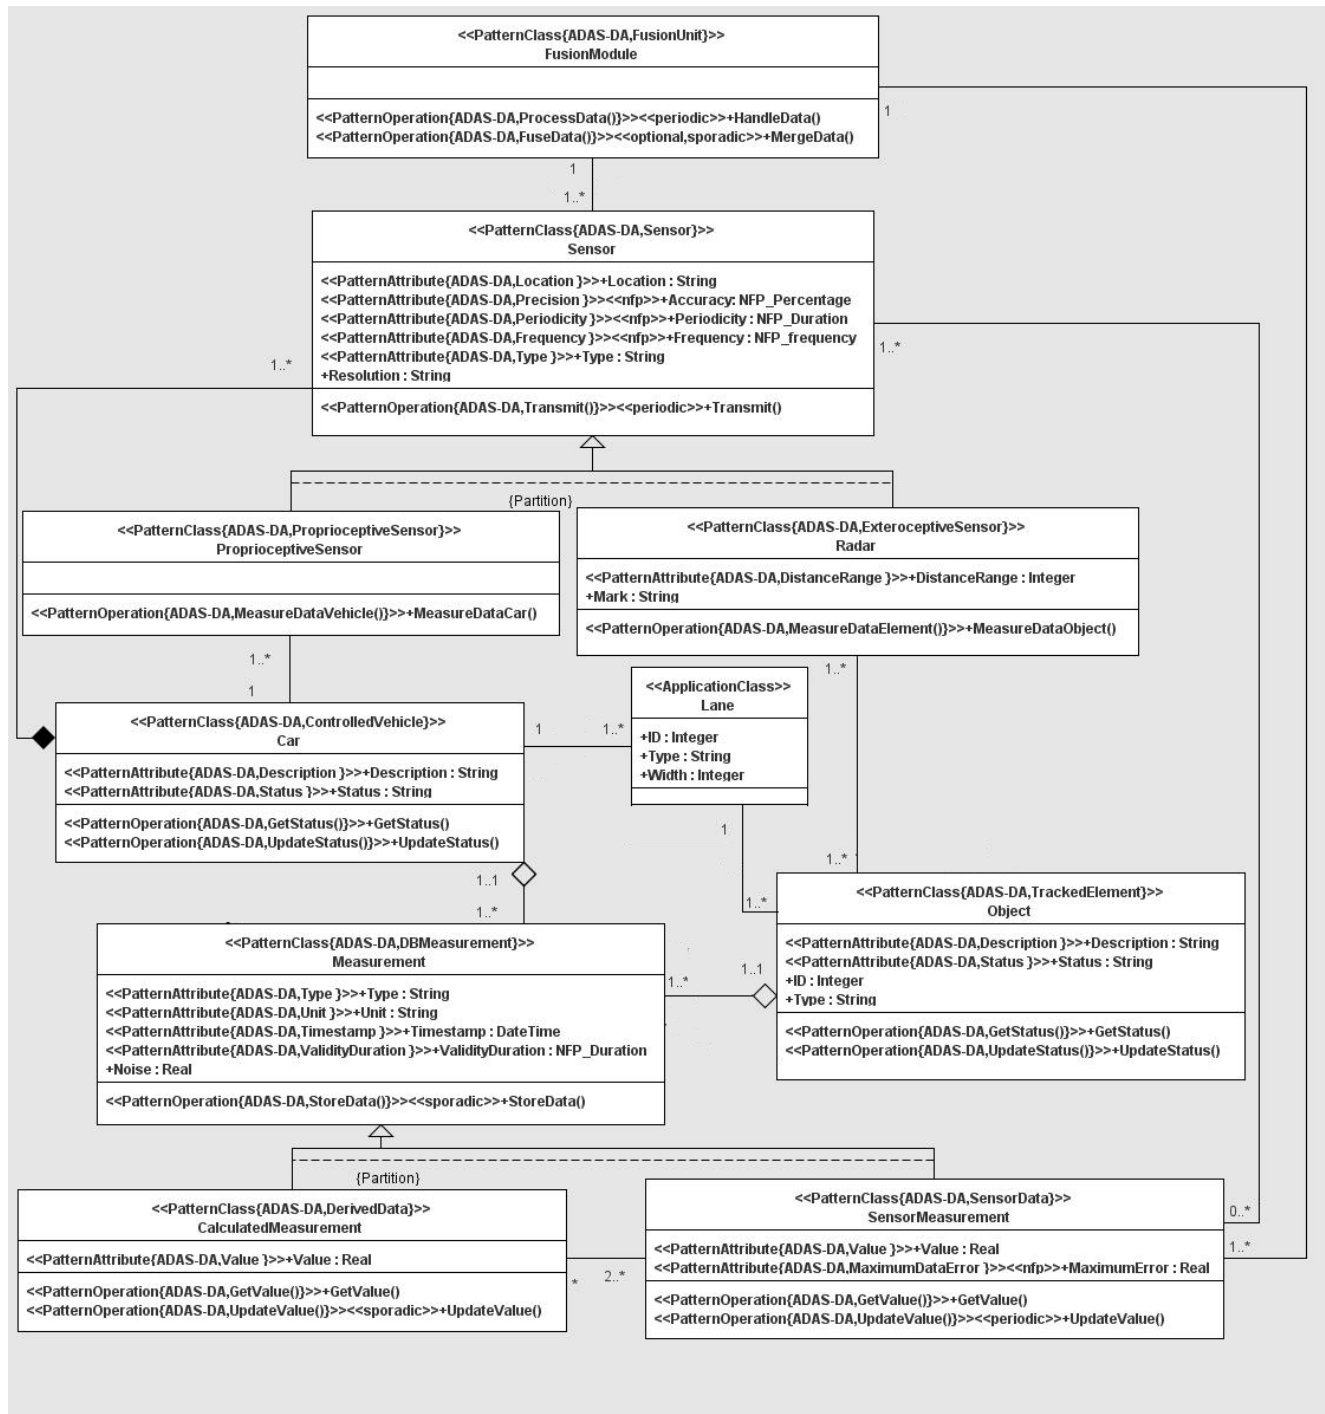 <<PatternClass{ADAS-DA,FusionUnit}>>
FusionModule
<<PatternOperation{ADAS-DA,ProcessData()}>><<periodic>>+HandleData()
<<PatternOperation{ADAS-DA,FuseData()}>><<optional,sporadic>>+MergeData()
1
1
1..*
<<PatternClass{ADAS-DA,Sensor}>>
Sensor
<<PatternAttribute{ADAS-DA,Location }>>+Location : String
<<PatternAttribute{ADAS-DA,Precision }>><<nfp>>+Accuracy: NFP_Percentage
<<PatternAttribute{ADAS-DA,Periodicity }>><<nfp>>+Periodicity : NFP_Duration
<<PatternAttribute{ADAS-DA,Frequency }>><<nfp>>+Frequency : NFP_frequency
<<PatternAttribute{ADAS-DA,Type }>>+Type : String
+Resolution : String
<<PatternOperation{ADAS-DA,Transmit()}>><<periodic>>+Transmit()
1..*
1..*
{Partition}
<<PatternClass{ADAS-DA,ProprioceptiveSensor}>>
ProprioceptiveSensor
<<PatternOperation{ADAS-DA,MeasureDataVehicle()}>>+MeasureDataCar()
<<PatternClass{ADAS-DA,ExteroceptiveSensor}>>
Radar
<<PatternAttribute{ADAS-DA,DistanceRange }>>+DistanceRange : Integer
+Mark : String
<<PatternOperation{ADAS-DA,MeasureDataElement()}>>+MeasureDataObject()
1..*
1
1..*
<<ApplicationClass>>
Lane
+ID : Integer
+Type : String
+Width : Integer
<<PatternClass{ADAS-DA,ControlledVehicle}>>
Car
<<PatternAttribute{ADAS-DA,Description }>>+Description : String
<<PatternAttribute{ADAS-DA,Status }>>+Status : String
<<PatternOperation{ADAS-DA,GetStatus()}>>+GetStatus()
<<PatternOperation{ADAS-DA,UpdateStatus()}>>+UpdateStatus()
1
1..*
1
1..*
1..*
1..1
1..*
<<PatternClass{ADAS-DA,TrackedElement}>>
Object
<<PatternAttribute{ADAS-DA,Description }>>+Description : String
<<PatternAttribute{ADAS-DA,Status }>>+Status : String
+ID : Integer
+Type : String
<<PatternOperation{ADAS-DA,GetStatus()}>>+GetStatus()
<<PatternOperation{ADAS-DA,UpdateStatus()}>>+UpdateStatus()
<<PatternClass{ADAS-DA,DBMeasurement}>>
Measurement
<<PatternAttribute{ADAS-DA,Type }>>+Type : String
<<PatternAttribute{ADAS-DA,Unit }>>+Unit : String
<<PatternAttribute{ADAS-DA,Timestamp }>>+Timestamp : DateTime
<<PatternAttribute{ADAS-DA,ValidityDuration }>>+ValidityDuration : NFP_Duration
+Noise : Real
<<PatternOperation{ADAS-DA,StoreData()}>><<sporadic>>+StoreData()
1..*
1..1
{Partition}
<<PatternClass{ADAS-DA,DerivedData}>>
CalculatedMeasurement
<<PatternAttribute{ADAS-DA,Value }>>+Value : Real
<<PatternOperation{ADAS-DA,GetValue()}>>+GetValue()
<<PatternOperation{ADAS-DA,UpdateValue()}>><<sporadic>>+UpdateValue()
*
2..*
<<PatternClass{ADAS-DA,SensorData}>>
SensorMeasurement
<<PatternAttribute{ADAS-DA,Value }>>+Value : Real
<<PatternAttribute{ADAS-DA,MaximumDataError }>><<nfp>>+MaximumError : Real
<<PatternOperation{ADAS-DA,GetValue()}>>+GetValue()
<<PatternOperation{ADAS-DA,UpdateValue()}>><<periodic>>+UpdateValue()
0..*
1..*